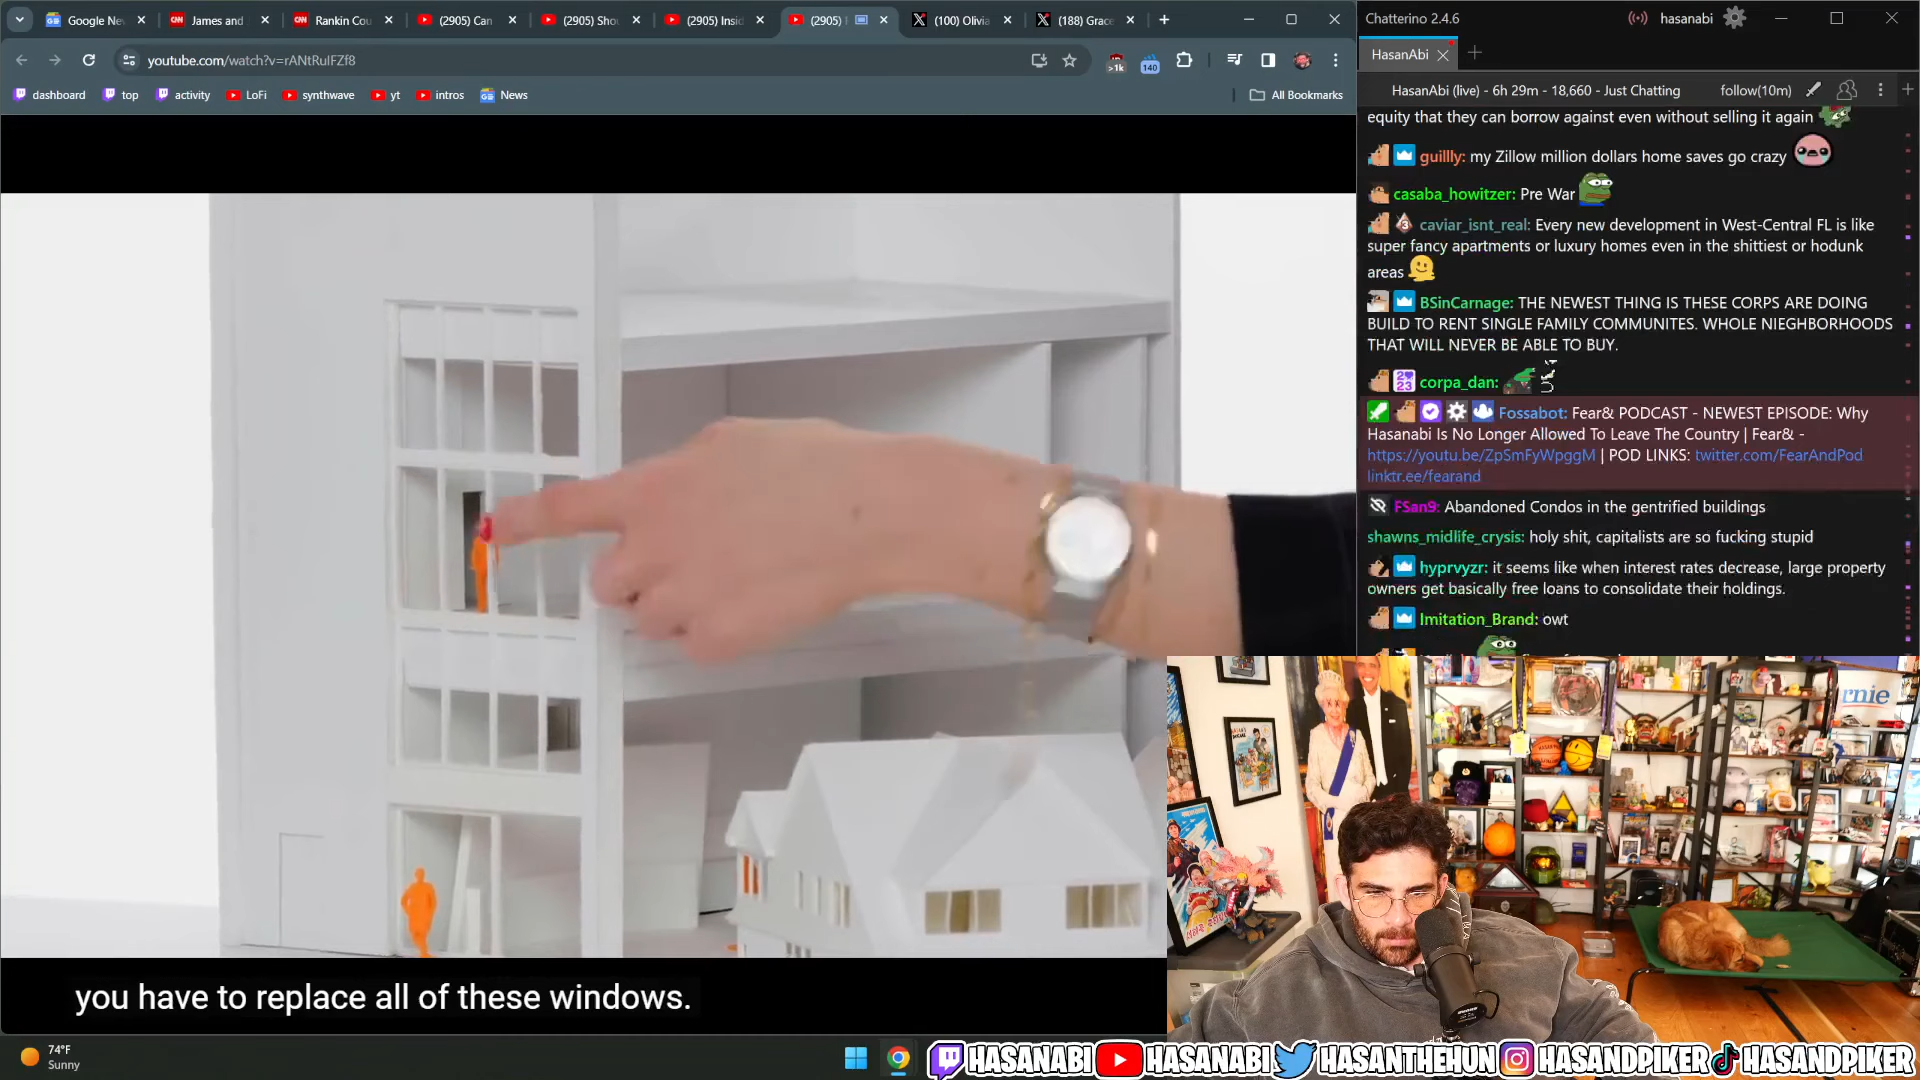 Google Ne
James and
Rankin Cou
(2905) Can
(2905) Shou
(2905) Insid
(2905)
(100) Olivia
(188) Grace
youtube.com/watch?v=rANtRulFZf8
>1k
140
dashboard
top
activity
LoFi
synthwave
yt
intros
News
All Bookmarks
you have to replace all of these windows.
74°F
Sunny
Chatterino 2.4.6
hasanabi
HasanAbi
HasanAbi (live) - 6h 29m - 18,660 - Just Chatting
follow(10m)
equity that they can borrow against even without selling it again
guillly: my Zillow million dollars home saves go crazy
casaba_howitzer: Pre War
caviar_isnt_real: Every new development in West-Central FL is like
super fancy apartments or luxury homes even in the shittiest or hodunk
areas
BSinCarnage: THE NEWEST THING IS THESE CORPS ARE DOING
BUILD TO RENT SINGLE FAMILY COMMUNITES. WHOLE NIEGHBORHOODS
THAT WILL NEVER BE ABLE TO BUY.
corpa_dan:
Fossabot: Fear& PODCAST - NEWEST EPISODE: Why
Hasanabi Is No Longer Allowed To Leave The Country | Fear& -
https://youtu.be/ZpSmFyWpggM | POD LINKS: twitter.com/FearAndPod
linktr.ee/fearand
FSan9: Abandoned Condos in the gentrified buildings
shawns_midlife_crysis: holy shit, capitalists are so fucking stupid
hyprvyzr: it seems like when interest rates decrease, large property
owners get basically free loans to consolidate their holdings.
Imitation_Brand: owt
rnie
HASANABI
HASANABI
HASANTHEHUN
HASANDPIKER
HASANDPIKER